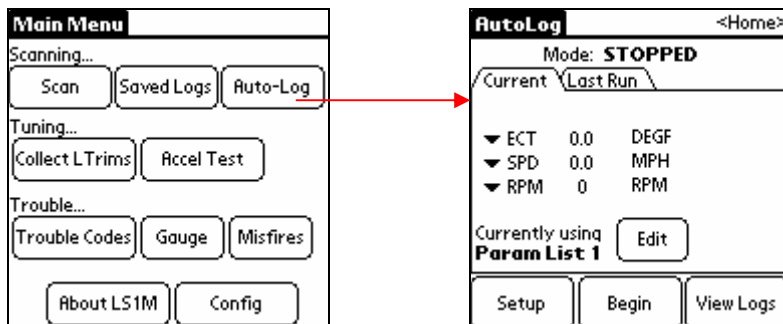 Main Menu
Scanning...
Scan Saved Logs Auto-Log
Tuning...
Collect LTrims Accel Test
Trouble...
Trouble Codes Gauge Misfires
About LS1M Config
AutoLog <Home>
Mode: STOPPED
Current Last Run
ECT 0.0 DEGF
SPD 0.0 MPH
RPM 0 RPM
Currently using
Param List 1 Edit
Setup Begin View Logs